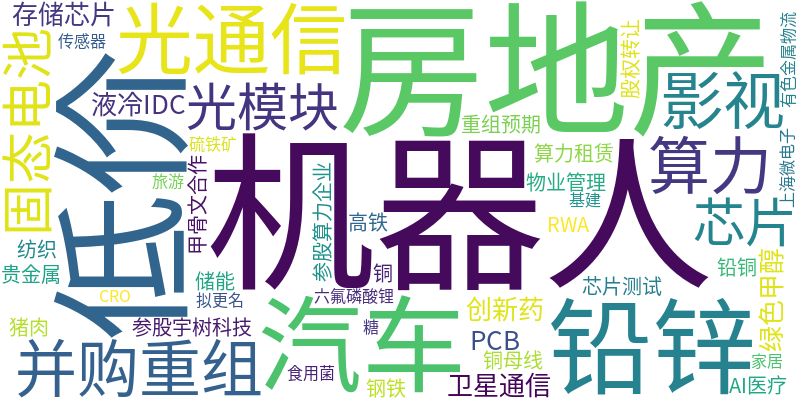 存储芯片
传感器
光通信
房地产
股权转让
有色金属物流
固态电池
低价
液冷IDC
光模块
影视
重组预期
硫铁矿
上海微电子
旅游
甲骨文合作
机器人
算力租赁
算力
物业管理
参股算力企业
基建
芯片
高铁
RWA
纺织
贵金属
储能
铜
铅铜
绿色甲醇
CRO
拟更名
六氟磷酸锂
芯片测试
猪肉
参股宇树科技
汽车
糖
创新药
铅锌
PCB
并购重组
食用菌
钢铁
铜母线
卫星通信
家居
AI医疗